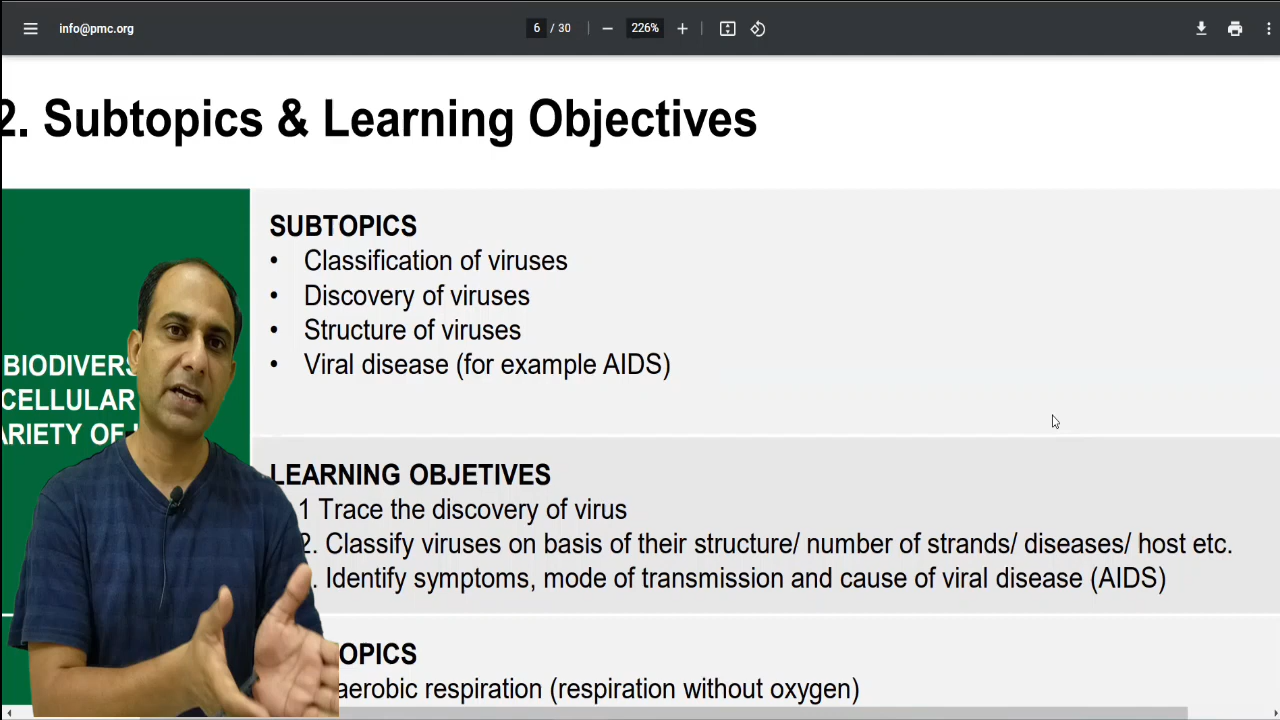 info@pmc.org
6 / 30
226%
2. Subtopics & Learning Objectives
SUBTOPICS
• Classification of viruses
• Discovery of viruses
• Structure of viruses
• Viral disease (for example AIDS)
LEARNING OBJETIVES
1 Trace the discovery of virus
2. Classify viruses on basis of their structure/ number of strands/ diseases/ host etc.
. Identify symptoms, mode of transmission and cause of viral disease (AIDS)
OPICS
aerobic respiration (respiration without oxygen)
BIODIVERS
CELLULAR
ARIETY OF